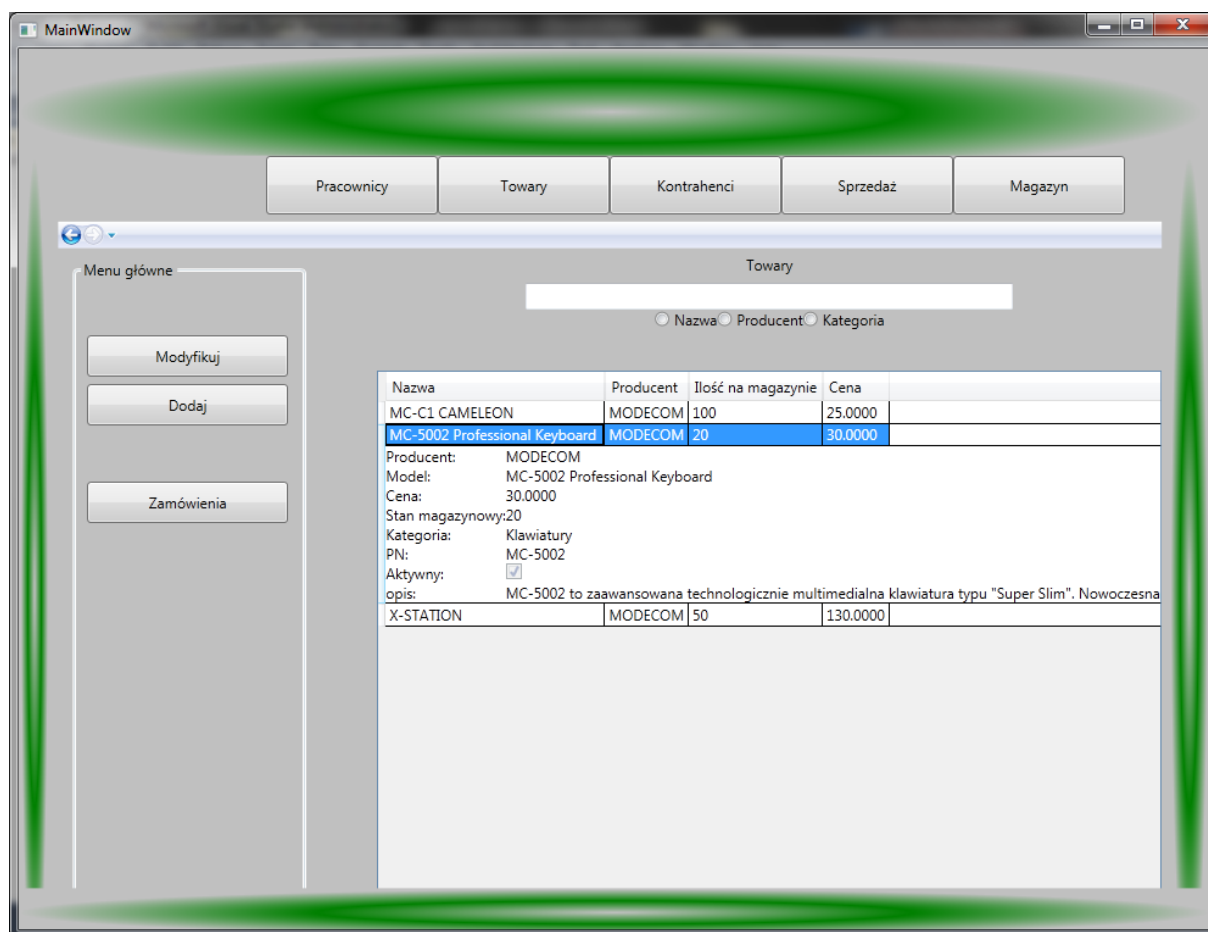 MainWindow
Pracownicy Towary Kontrahenci Sprzedaż Magazyn
Menu główne
Modyfikuj
Dodaj
Zamówienia
Towary
Nazwa Producent Kategoria
Nazwa Producent Ilość na magazynie Cena
MC-C1 CAMELEON MODECOM 100 25.0000
MC-5002 Professional Keyboard MODECOM 20 30.0000
Producent: MODECOM
Model: MC-5002 Professional Keyboard
Cena: 30.0000
Stan magazynowy:20
Kategoria: Klawiatury
PN: MC-5002
Aktywny:
opis: MC-5002 to zaawansowana technologicznie multimedialna klawiatura typu "Super Slim". Nowoczesna
X-STATION MODECOM 50 130.0000